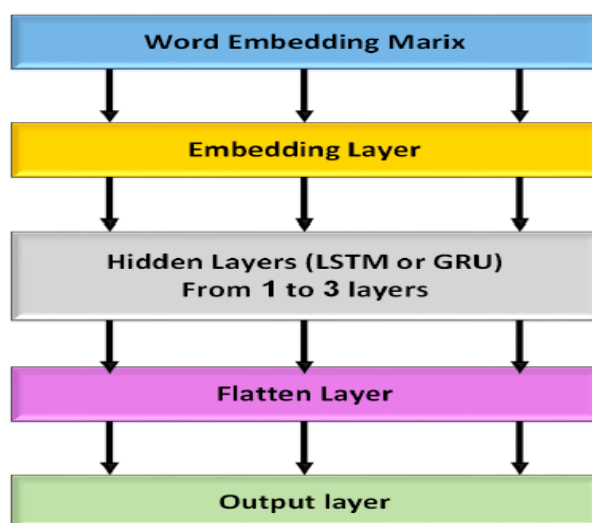 Word Embedding Marix
Embedding Layer
Hidden Layers (LSTM or GRU)
From 1 to 3 layers
Flatten Layer
Output layer